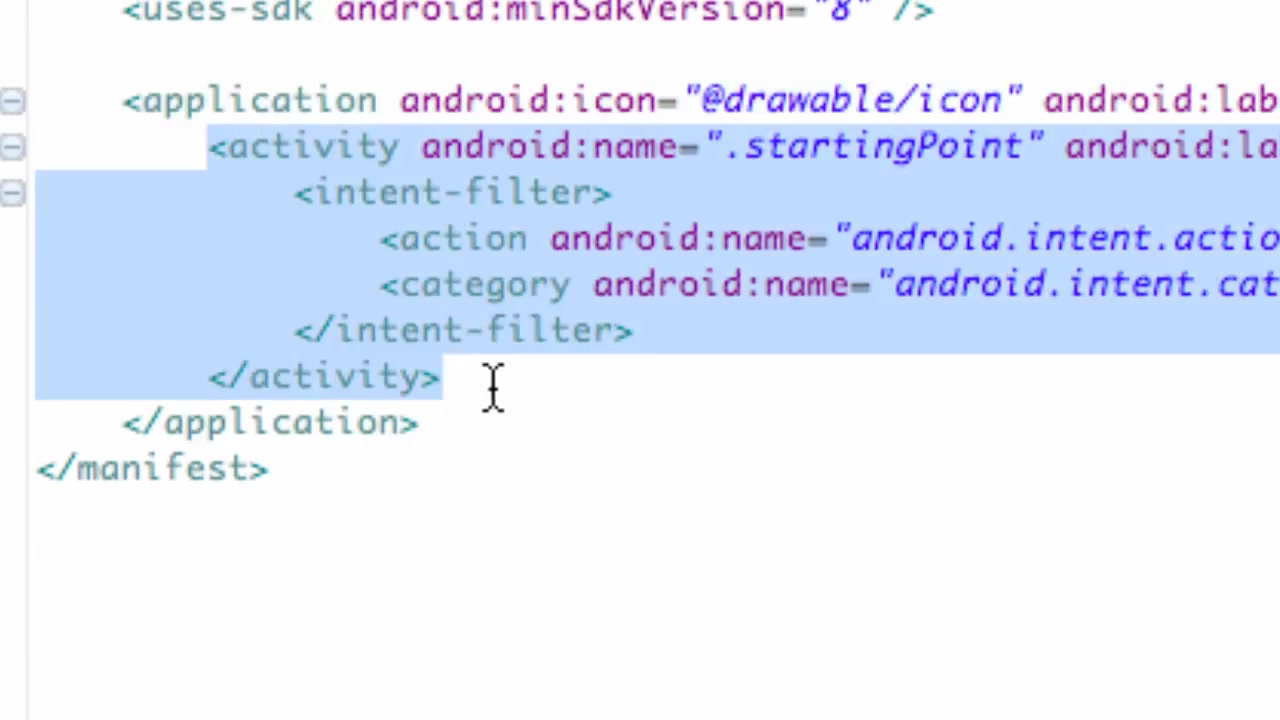 <uses-sdk android:minSdkVersion="8" />
<application android:icon="@drawable/icon" android:lab
<activity android:name=".startingPoint" android:la
<intent-filter>
<action android:name="android.intent.actio
<category android:name="android.intent.cat
</intent-filter>
</activity>
</application>
</manifest>